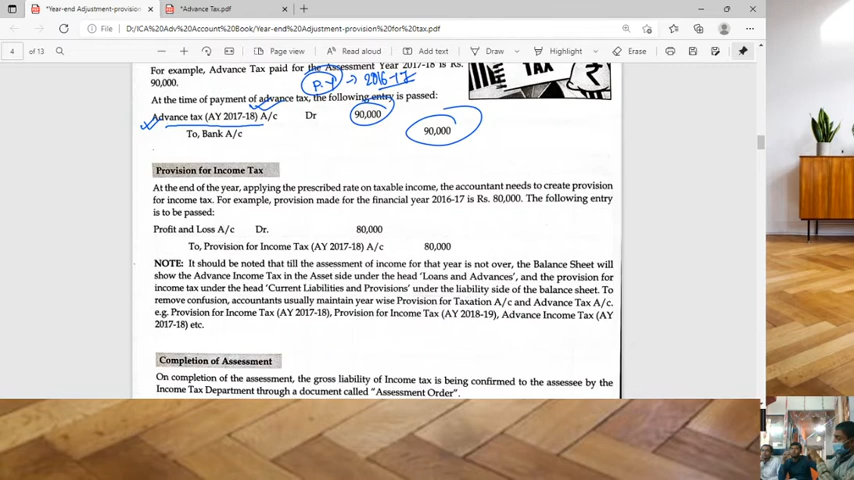 *Year-end Adjustment-provision
*Advance Tax.pdf
File
D:/ICA%20Adv%20Account%20Book/Year-end%20Adjustment-provision%20for%20tax.pdf
4 of 13
Page view
Read aloud
Add text
Draw
Highlight
Erase
For example, Advance Tax paid for the Assessment Year 2017-18 is Rs.
90,000.
P.Y → 2016-17
TAX
At the time of payment of advance tax, the following entry is passed:
Advance tax (AY 2017-18) A/c Dr 90,000
To, Bank A/c 90,000
Provision for Income Tax
At the end of the year, applying the prescribed rate on taxable income, the accountant needs to create provision
for income tax. For example, provision made for the financial year 2016-17 is Rs. 80,000. The following entry
is to be passed:
Profit and Loss A/c Dr. 80,000
To, Provision for Income Tax (AY 2017-18) A/c 80,000
NOTE: It should be noted that till the assessment of income for that year is not over, the Balance Sheet will
show the Advance Income Tax in the Asset side under the head 'Loans and Advances', and the provision for
income tax under the head 'Current Liabilities and Provisions' under the liability side of the balance sheet. To
remove confusion, accountants usually maintain year wise Provision for Taxation A/c and Advance Tax A/c.
e.g. Provision for Income Tax (AY 2017-18), Provision for Income Tax (AY 2018-19), Advance Income Tax (AY
2017-18) etc.
Completion of Assessment
On completion of the assessment, the gross liability of Income tax is being confirmed to the assessee by the
Income Tax Department through a document called "Assessment Order".